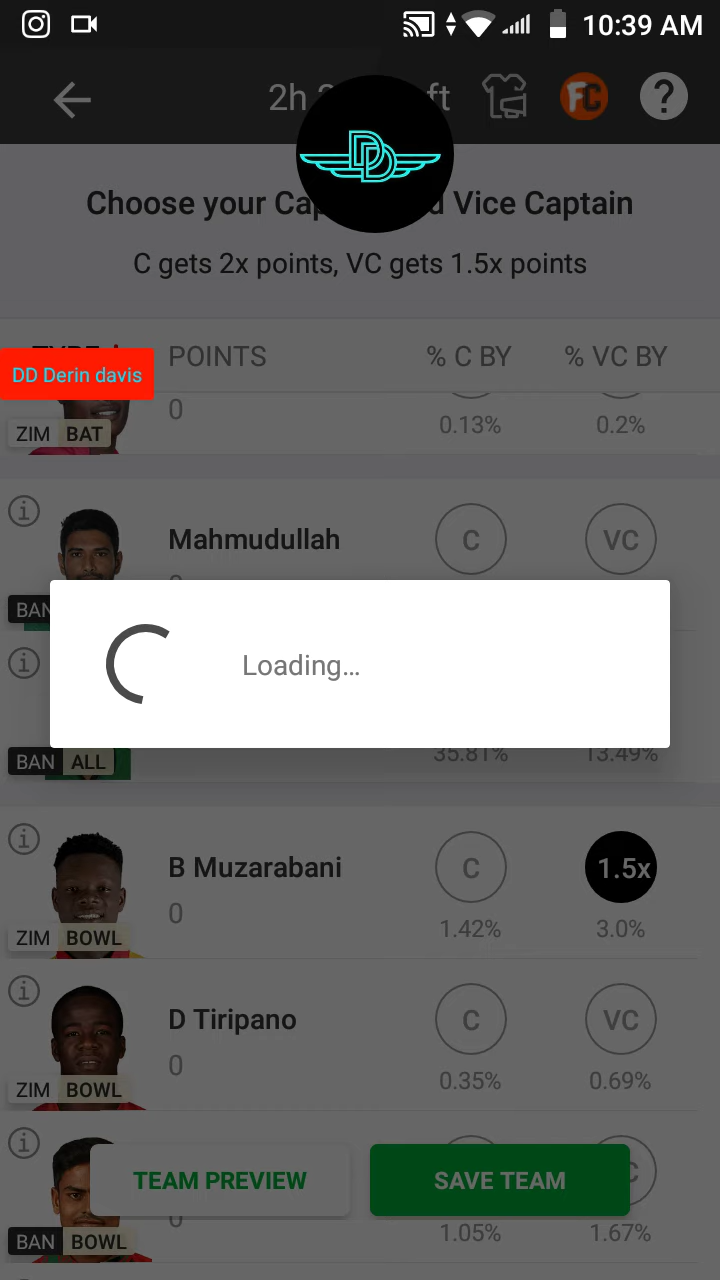 10:39 AM
2h
ft
FC
?
DD
Choose your Cap
d Vice Captain
C gets 2x points, VC gets 1.5x points
POINTS
% C BY
% VC BY
DD Derin davis
0
0.13%
0.2%
ZIM BAT
Mahmudullah
C
VC
BAN
Loading...
35.81%
13.49%
BAN ALL
B Muzarabani
C
1.5x
0
1.42%
3.0%
ZIM BOWL
D Tiripano
C
VC
0
0.35%
0.69%
ZIM BOWL
TEAM PREVIEW
SAVE TEAM
1.05%
1.67%
BAN BOWL